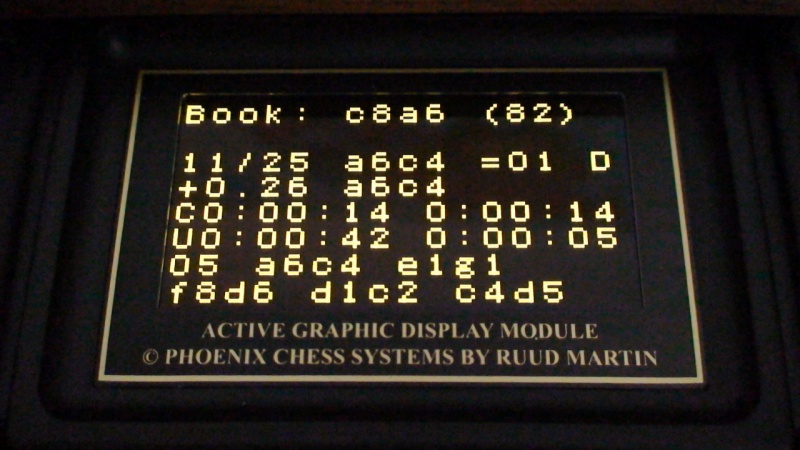 Book: c8a6 (82)
11/25 a6c4 =01 D
+0.26 a6c4
C0:00:14 0:00:14
U0:00:42 0:00:05
05 a6c4 e1g1
f8d6 d1c2 c4d5
ACTIVE GRAPHIC DISPLAY MODULE
© PHOENIX CHESS SYSTEMS BY RUUD MARTIN